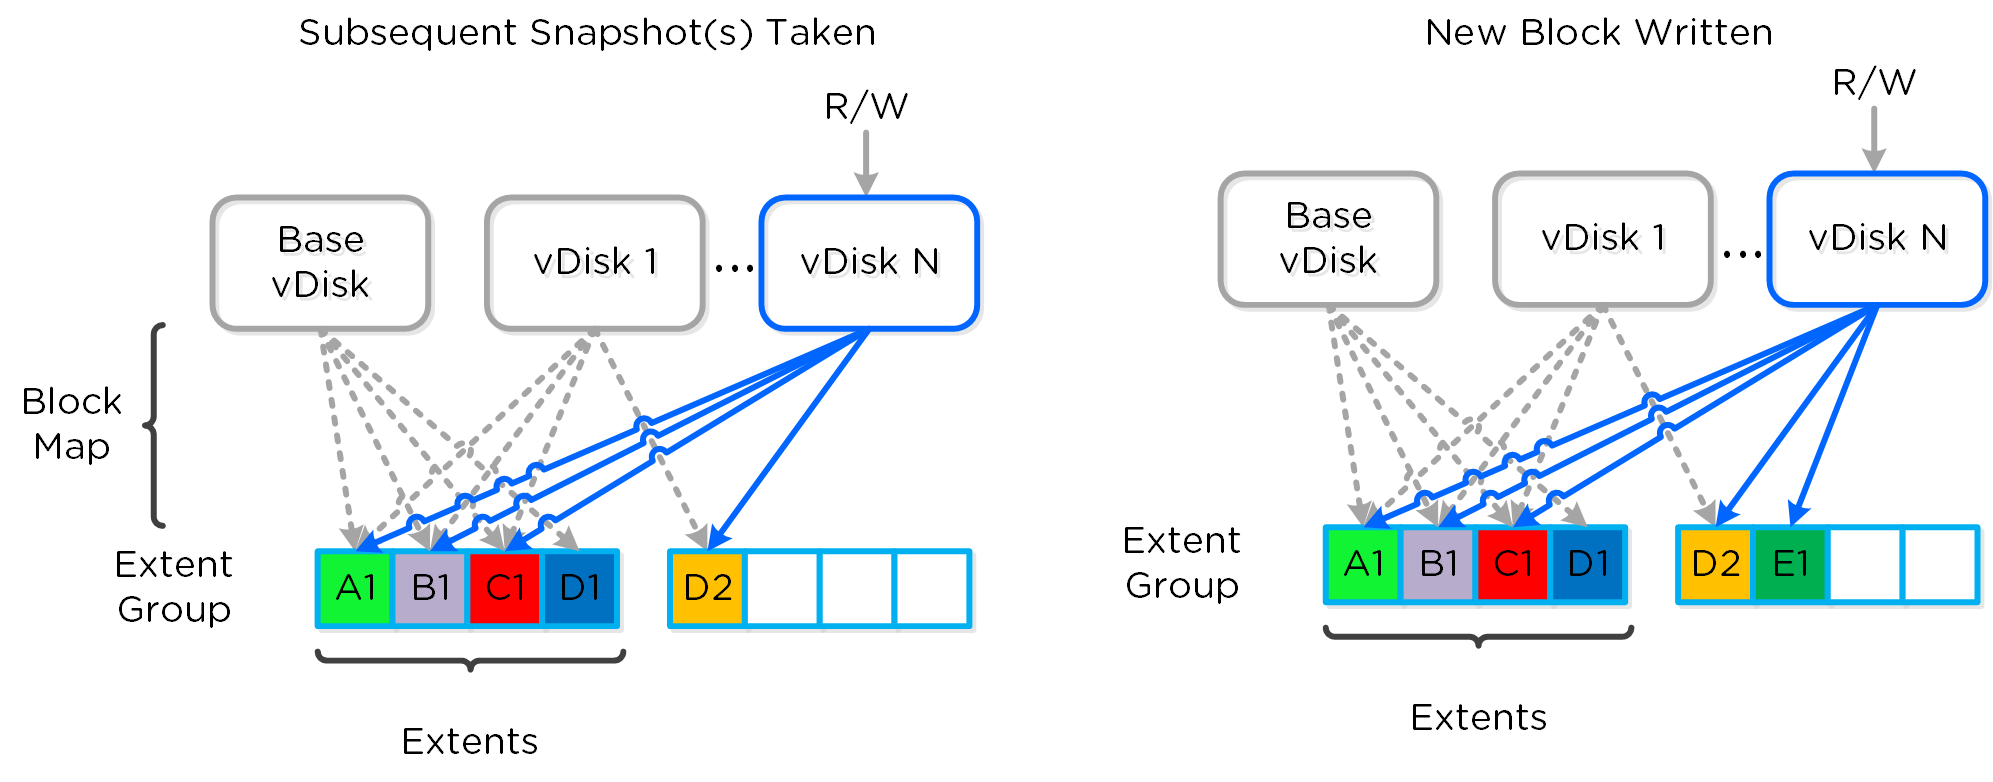 Subsequent Snapshot(s) Taken
R/W
Base
vDisk
vDisk 1
...
vDisk N
Block
Map
Extent
Group
A1
B1
C1
D1
D2
Extents
New Block Written
R/W
Base
vDisk
vDisk 1
...
vDisk N
Extent
Group
A1
B1
C1
D1
D2
E1
Extents